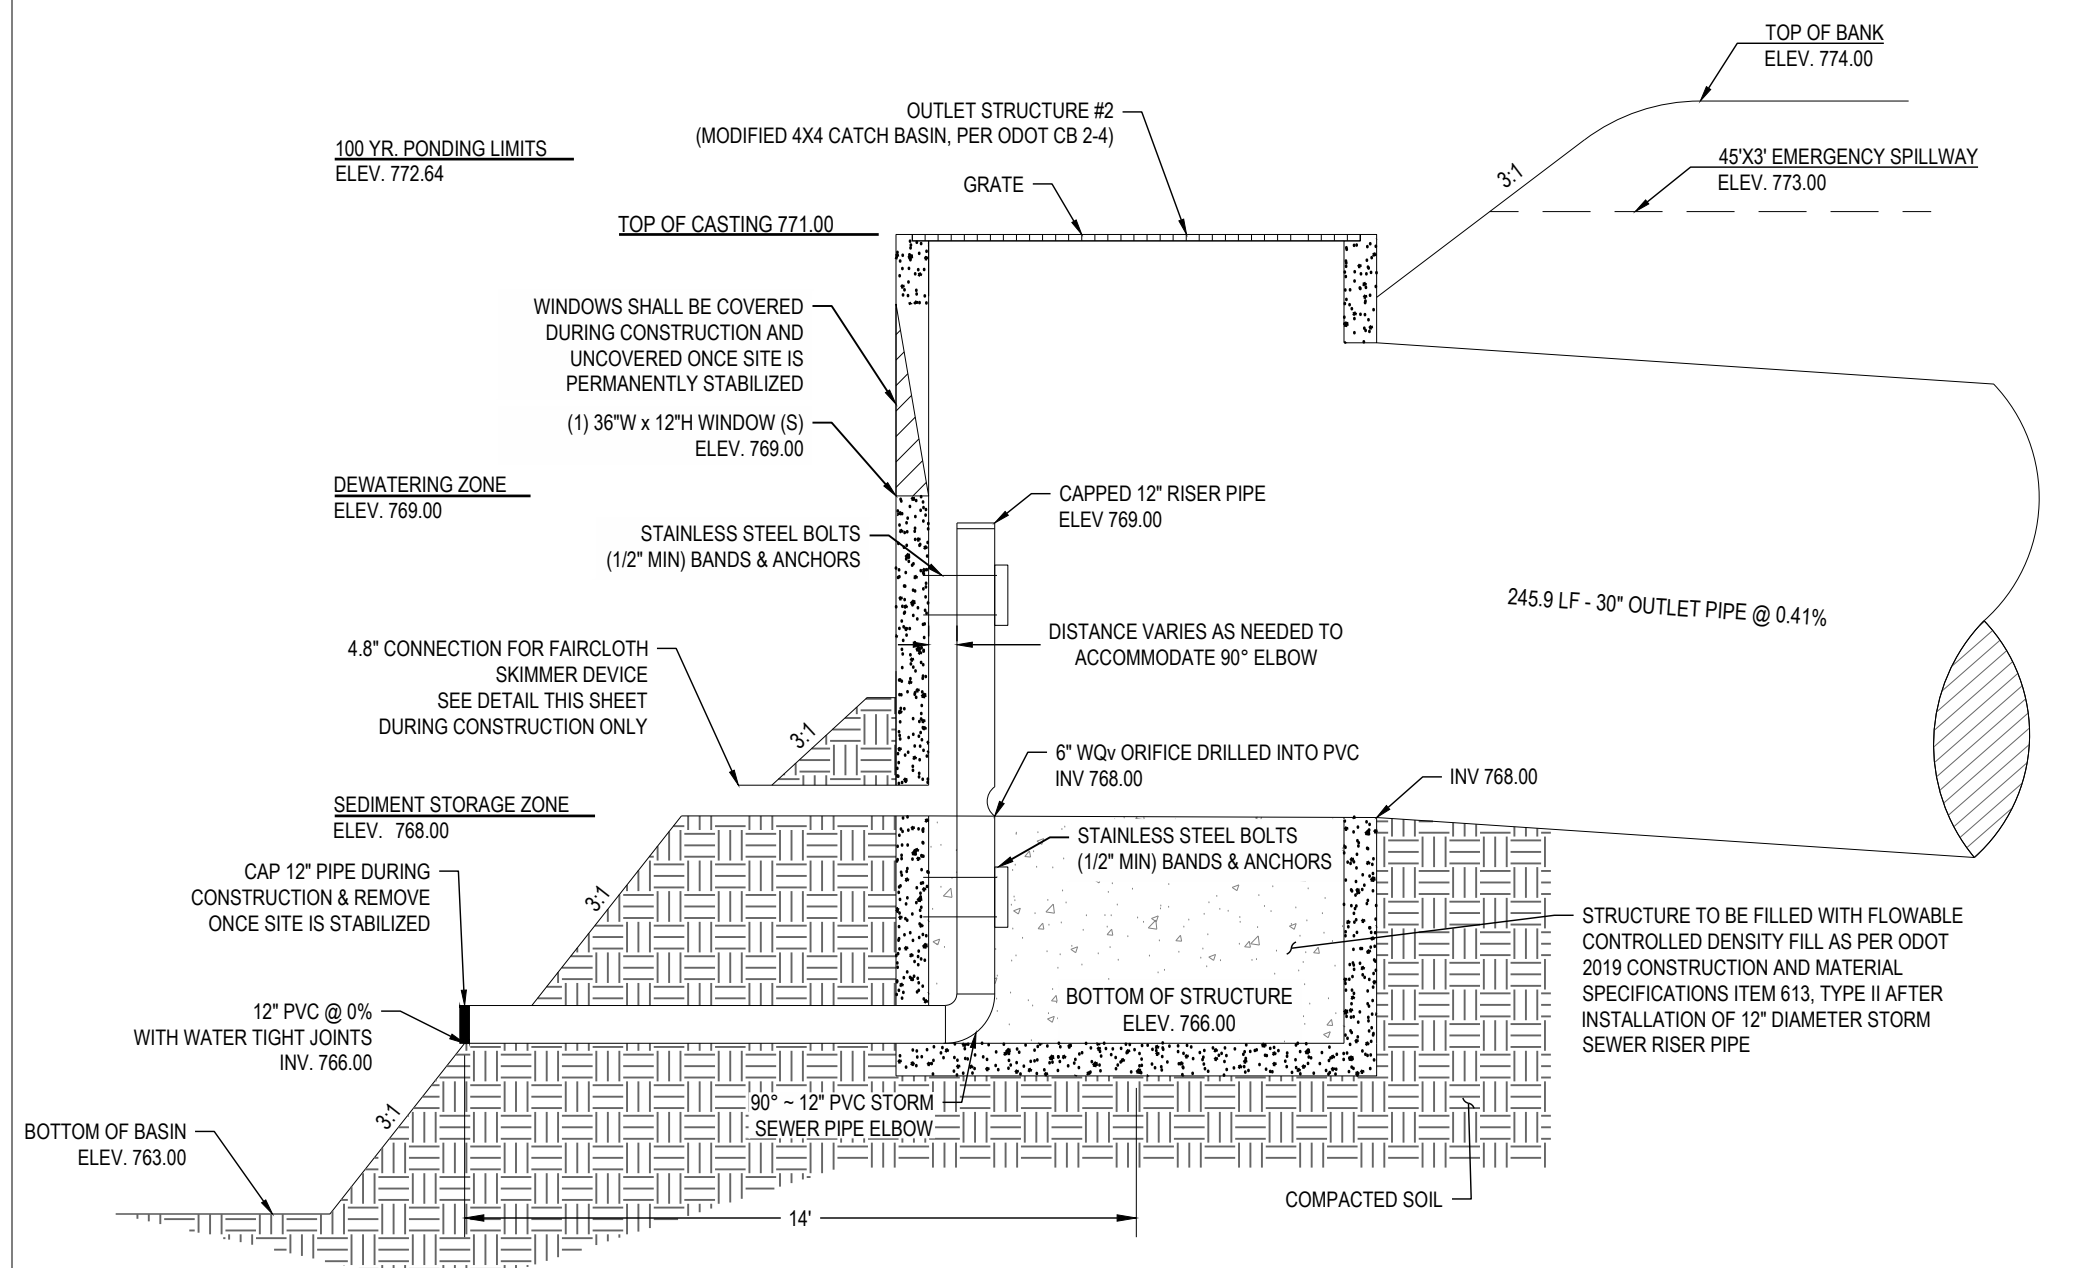 TOP OF BANK
ELEV. 774.00
OUTLET STRUCTURE #2
(MODIFIED 4X4 CATCH BASIN, PER ODOT CB 2-4)
100 YR. PONDING LIMITS
ELEV. 772.64
45'X3' EMERGENCY SPILLWAY
ELEV. 773.00
3:1
GRATE
TOP OF CASTING 771.00
WINDOWS SHALL BE COVERED
DURING CONSTRUCTION AND
UNCOVERED ONCE SITE IS
PERMANENTLY STABILIZED
(1) 36"W x 12"H WINDOW (S)
ELEV. 769.00
DEWATERING ZONE
ELEV. 769.00
CAPPED 12" RISER PIPE
ELEV 769.00
STAINLESS STEEL BOLTS
(1/2" MIN) BANDS & ANCHORS
245.9 LF - 30" OUTLET PIPE @ 0.41%
DISTANCE VARIES AS NEEDED TO
ACCOMMODATE 90° ELBOW
4.8" CONNECTION FOR FAIRCLOTH
SKIMMER DEVICE
SEE DETAIL THIS SHEET
DURING CONSTRUCTION ONLY
3:1
6" WQv ORIFICE DRILLED INTO PVC
INV 768.00
INV 768.00
SEDIMENT STORAGE ZONE
ELEV. 768.00
STAINLESS STEEL BOLTS
(1/2" MIN) BANDS & ANCHORS
CAP 12" PIPE DURING
CONSTRUCTION & REMOVE
ONCE SITE IS STABILIZED
3:1
STRUCTURE TO BE FILLED WITH FLOWABLE
CONTROLLED DENSITY FILL AS PER ODOT
2019 CONSTRUCTION AND MATERIAL
SPECIFICATIONS ITEM 613, TYPE II AFTER
INSTALLATION OF 12" DIAMETER STORM
SEWER RISER PIPE
BOTTOM OF STRUCTURE
ELEV. 766.00
12" PVC @ 0%
WITH WATER TIGHT JOINTS
INV. 766.00
3:1
90° ~ 12" PVC STORM
SEWER PIPE ELBOW
BOTTOM OF BASIN
ELEV. 763.00
COMPACTED SOIL
14'